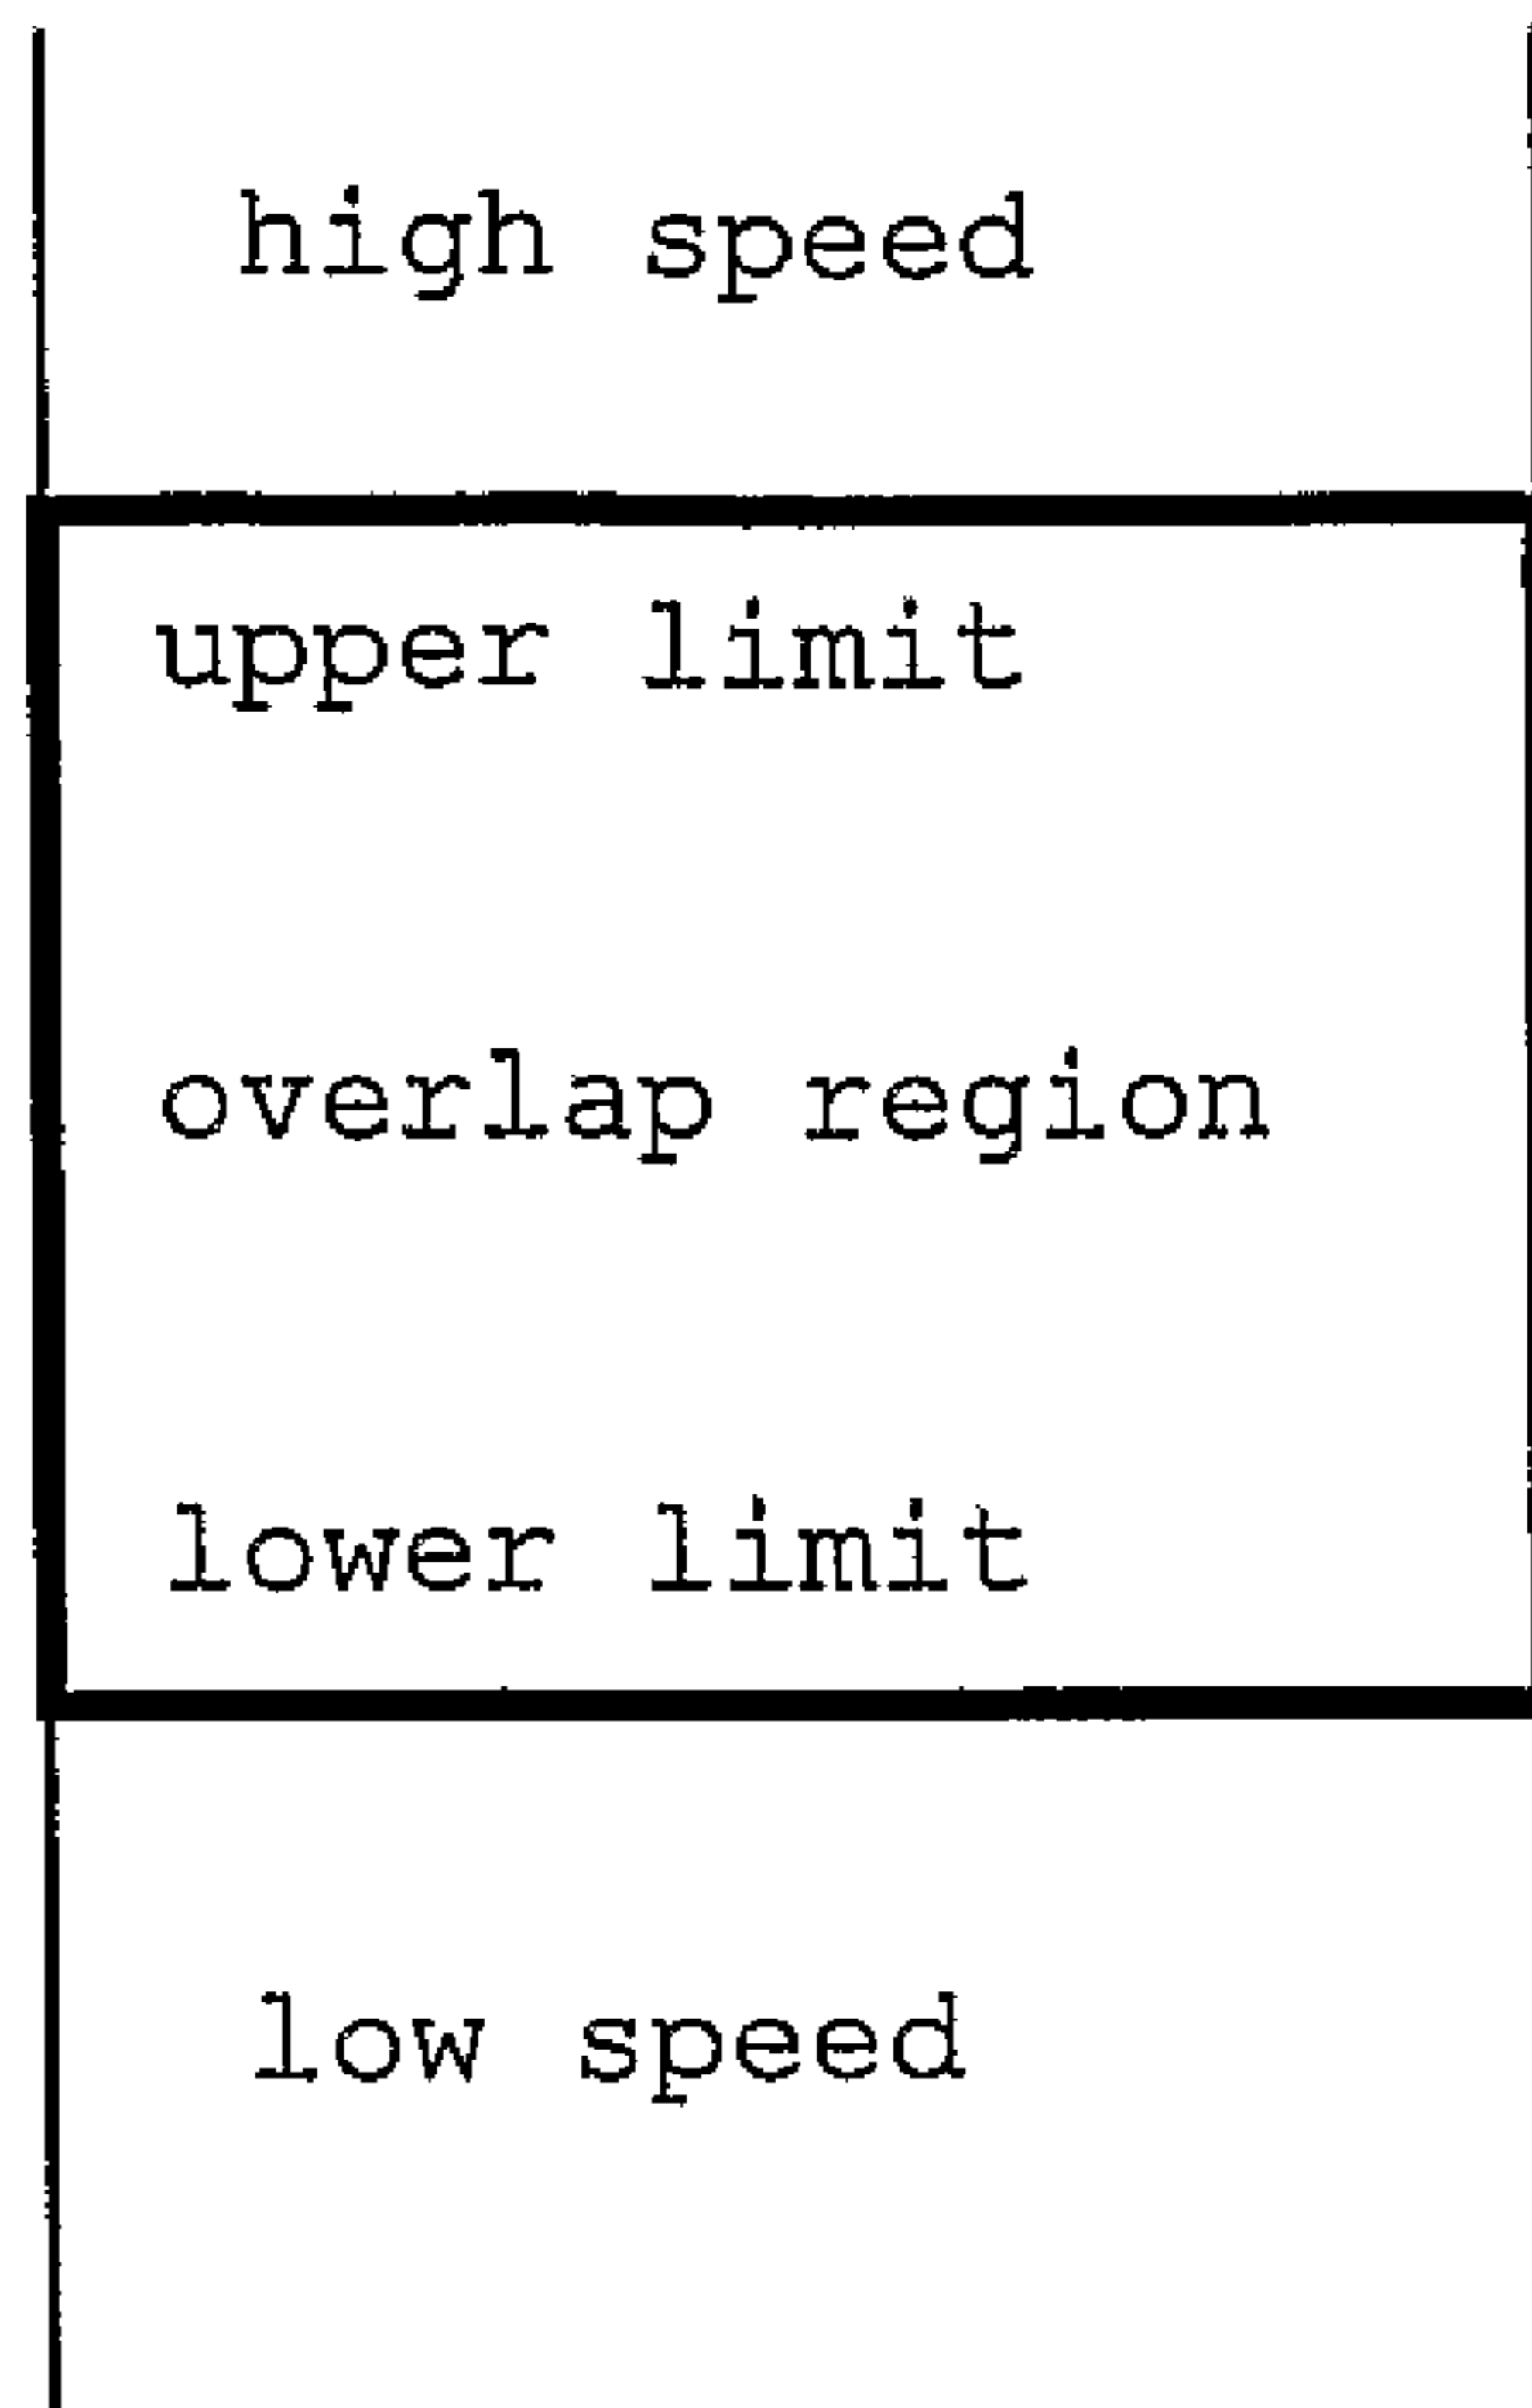 high speed
upper limit
overlap region
lower limit
low speed